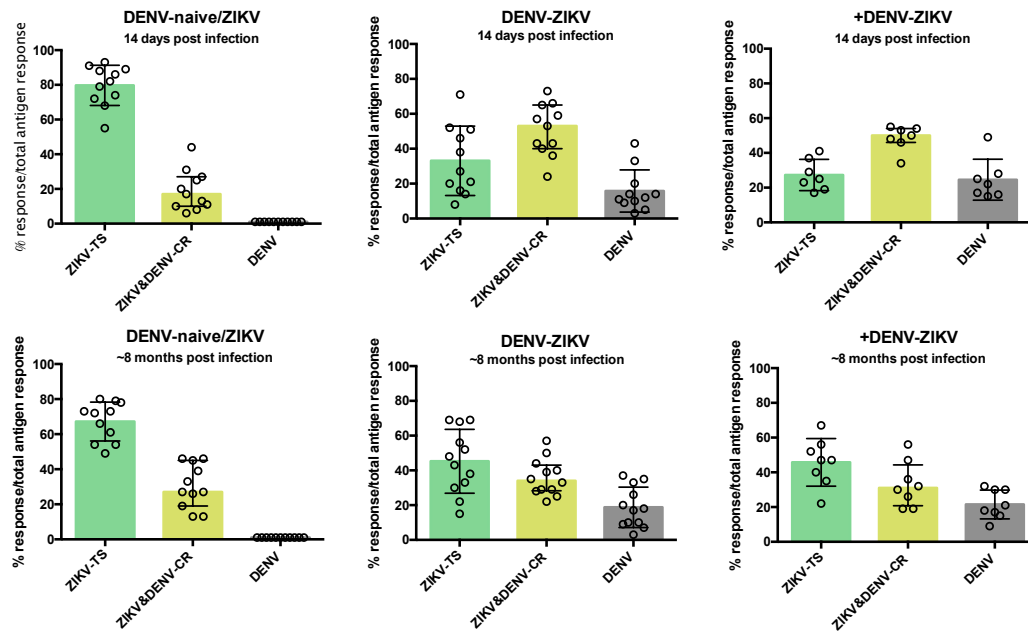 DENV-naive/ZIKV
14 days post infection
% response/total antigen response
100
80
60
40
20
0
ZIKV-TS
ZIKV&DENV-CR
DENV
DENV-ZIKV
14 days post infection
% response/total antigen response
100
80
60
40
20
0
ZIKV-TS
ZIKV&DENV-CR
DENV
+DENV-ZIKV
14 days post infection
% response/total antigen response
100
80
60
40
20
0
ZIKV-TS
ZIKV&DENV-CR
DENV
DENV-naive/ZIKV
~8 months post infection
% response/total antigen response
100
80
60
40
20
0
ZIKV-TS
ZIKV&DENV-CR
DENV
DENV-ZIKV
~8 months post infection
% response/total antigen response
100
80
60
40
20
0
ZIKV-TS
ZIKV&DENV-CR
DENV
+DENV-ZIKV
~8 months post infection
% response/total antigen response
100
80
60
40
20
0
ZIKV-TS
ZIKV&DENV-CR
DENV